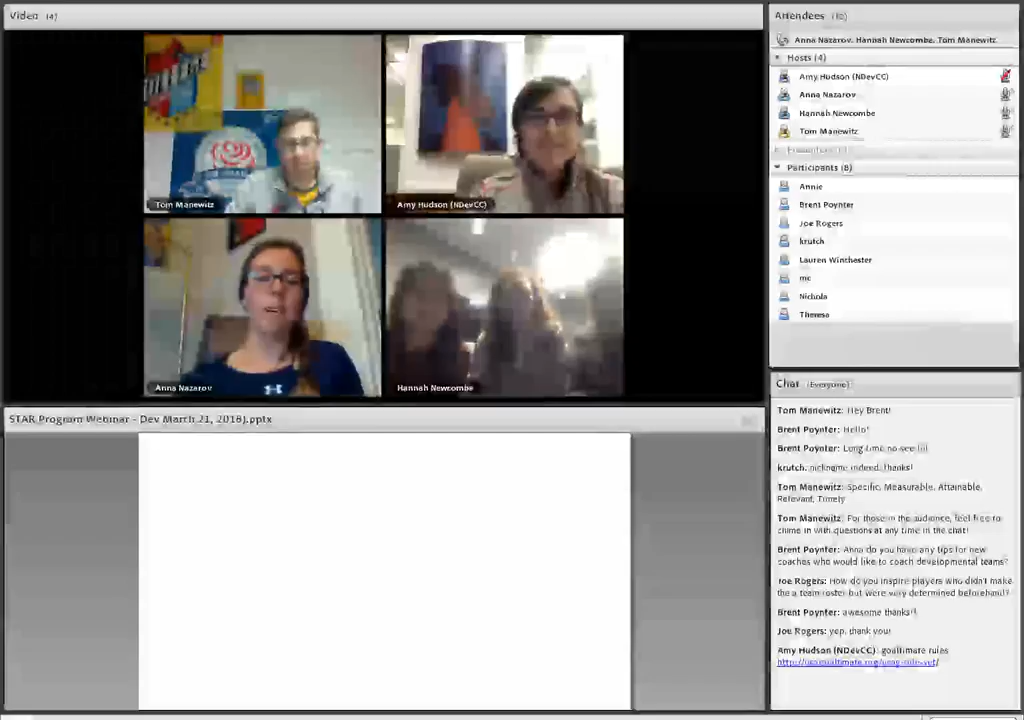 Video (4)
Tom Manewitz
Amy Hudson (NDevCC)
Anna Nazarov
Hannah Newcombe
STAR Program Webinar - Dev March 21, 2018).pptx
Attendees (12)
Anna Nazarov, Hannah Newcombe, Tom Manewitz
Hosts (4)
Amy Hudson (NDevCC)
Anna Nazarov
Hannah Newcombe
Tom Manewitz
Participants (8)
Annie
Brent Poynter
Joe Rogers
krutch
Lauren Winchester
me
Nichola
Theresa
Chat (Everyone)
Tom Manewitz: Hey Brent!
Brent Poynter: Hello!
Brent Poynter: Long time no see lol
krutch: nickname indeed. thanks!
Tom Manewitz: Specific, Measurable, Attainable,
Relevant, Timely
Tom Manewitz: For those in the audience, feel free to
chime in with questions at any time in the chat!
Brent Poynter: Anna do you have any tips for new
coaches who would like to coach developmental teams?
Joe Rogers: How do you inspire players who didn't make
the a team roster but were very determined beforehand?
Brent Poynter: awesome thanks!!
Joe Rogers: yep, thank you!
Amy Hudson (NDevCC): goaltimate rules